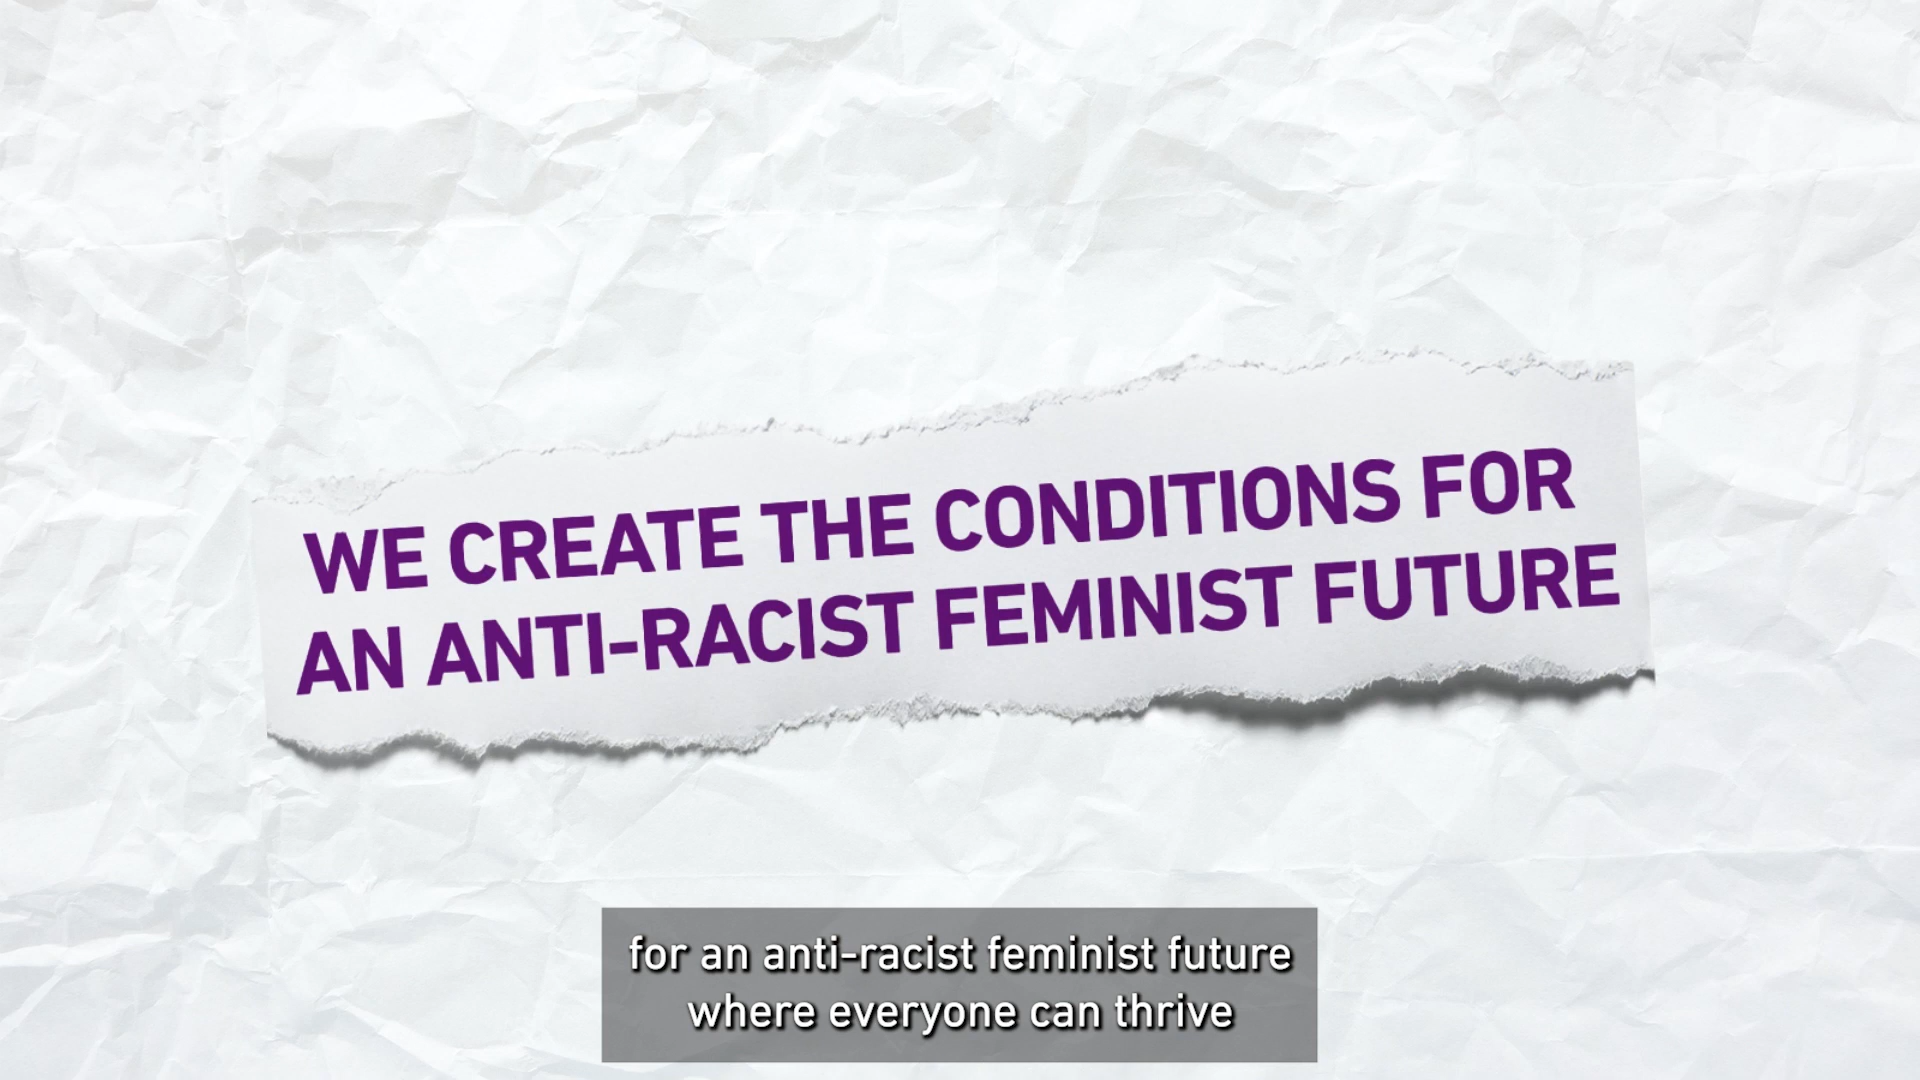 WE CREATE THE CONDITIONS FOR
AN ANTI-RACIST FEMINIST FUTURE
for an anti-racist feminist future
where everyone can thrive